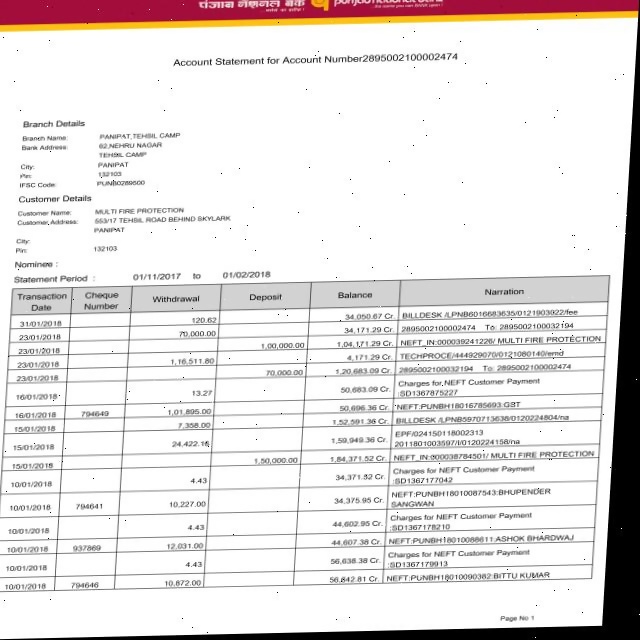 पंजाब नैशनल बैंक punjab national bank
Account Statement for Account Number2895002100002474
Branch Details
Branch Name: PANIPAT,TEHSIL CAMP
Bank Address: 62,NEHRU NAGAR
TEHSIL CAMP
City: PANIPAT
Pin: 132103
IFSC Code: PUNB0289500
Customer Details
Customer Name: MULTI FIRE PROTECTION
Customer Address: 553/17 TEHSIL ROAD BEHIND SKYLARK
PANIPAT
City:
Pin: 132103
Nominee :
Statement Period : 01/11/2017 to 01/02/2018
Transaction Date Cheque Number Withdrawal Deposit Balance Narration
31/01/2018 120.62 34,050.67 Cr. BILLDESK /LPNB6016683635/0121903922/fee
23/01/2018 70,000.00 34,171.29 Cr. 2895002100002474 To: 2895002100032194
23/01/2018 1,00,000.00 1,04,171.29 Cr. NEFT_IN:000039241226/ MULTI FIRE PROTECTION
23/01/2018 1,16,511.80 4,171.29 Cr. TECHPROCE/444929070/0121080140/emd
23/01/2018 70,000.00 1,20,683.09 Cr. 2895002100032194 To: 2895002100002474
16/01/2018 13.27 50,683.09 Cr. Charges for NEFT Customer Payment
:SD1367875227
16/01/2018 794649 1,01,895.00 50,696.36 Cr. NEFT:PUNBH18016785693:GST
15/01/2018 7,358.00 1,52,591.36 Cr. BILLDESK /LPNB5970713638/0120224804/na
15/01/2018 24,422.16 1,59,949.36 Cr. EPF/024150118002313
2011801003597/I/0120224158/na
15/01/2018 1,50,000.00 1,84,371.52 Cr. NEFT_IN:000038784501/ MULTI FIRE PROTECTION
10/01/2018 4.43 34,371.52 Cr. Charges for NEFT Customer Payment
:SD1367177042
10/01/2018 794641 10,227.00 34,375.95 Cr. NEFT:PUNBH18010087543:BHUPENDER
SANGWAN
10/01/2018 4.43 44,602.95 Cr. Charges for NEFT Customer Payment
:SD1367178210
10/01/2018 937869 12,031.00 44,607.38 Cr. NEFT:PUNBH18010088611:ASHOK BHARDWAJ
10/01/2018 4.43 56,638.38 Cr. Charges for NEFT Customer Payment
:SD1367179913
10/01/2018 794646 10,872.00 56,642.81 Cr. NEFT:PUNBH18010090382:BITTU KUMAR
Page No 1